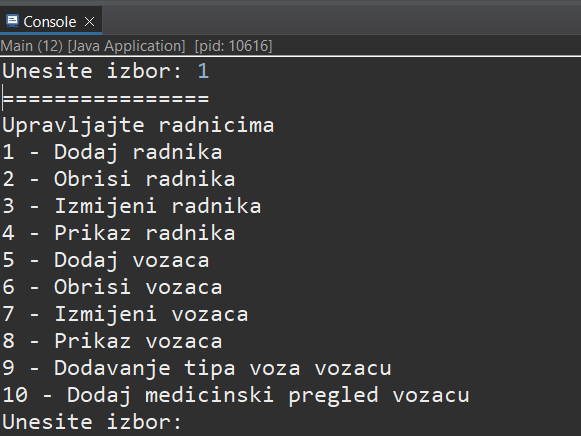 Console
Main (12) [Java Application] [pid: 10616]
Unesite izbor: 1
================
Upravljajte radnicima
1 - Dodaj radnika
2 - Obrisi radnika
3 - Izmijeni radnika
4 - Prikaz radnika
5 - Dodaj vozaca
6 - Obrisi vozaca
7 - Izmijeni vozaca
8 - Prikaz vozaca
9 - Dodavanje tipa voza vozacu
10 - Dodaj medicinski pregled vozacu
Unesite izbor: